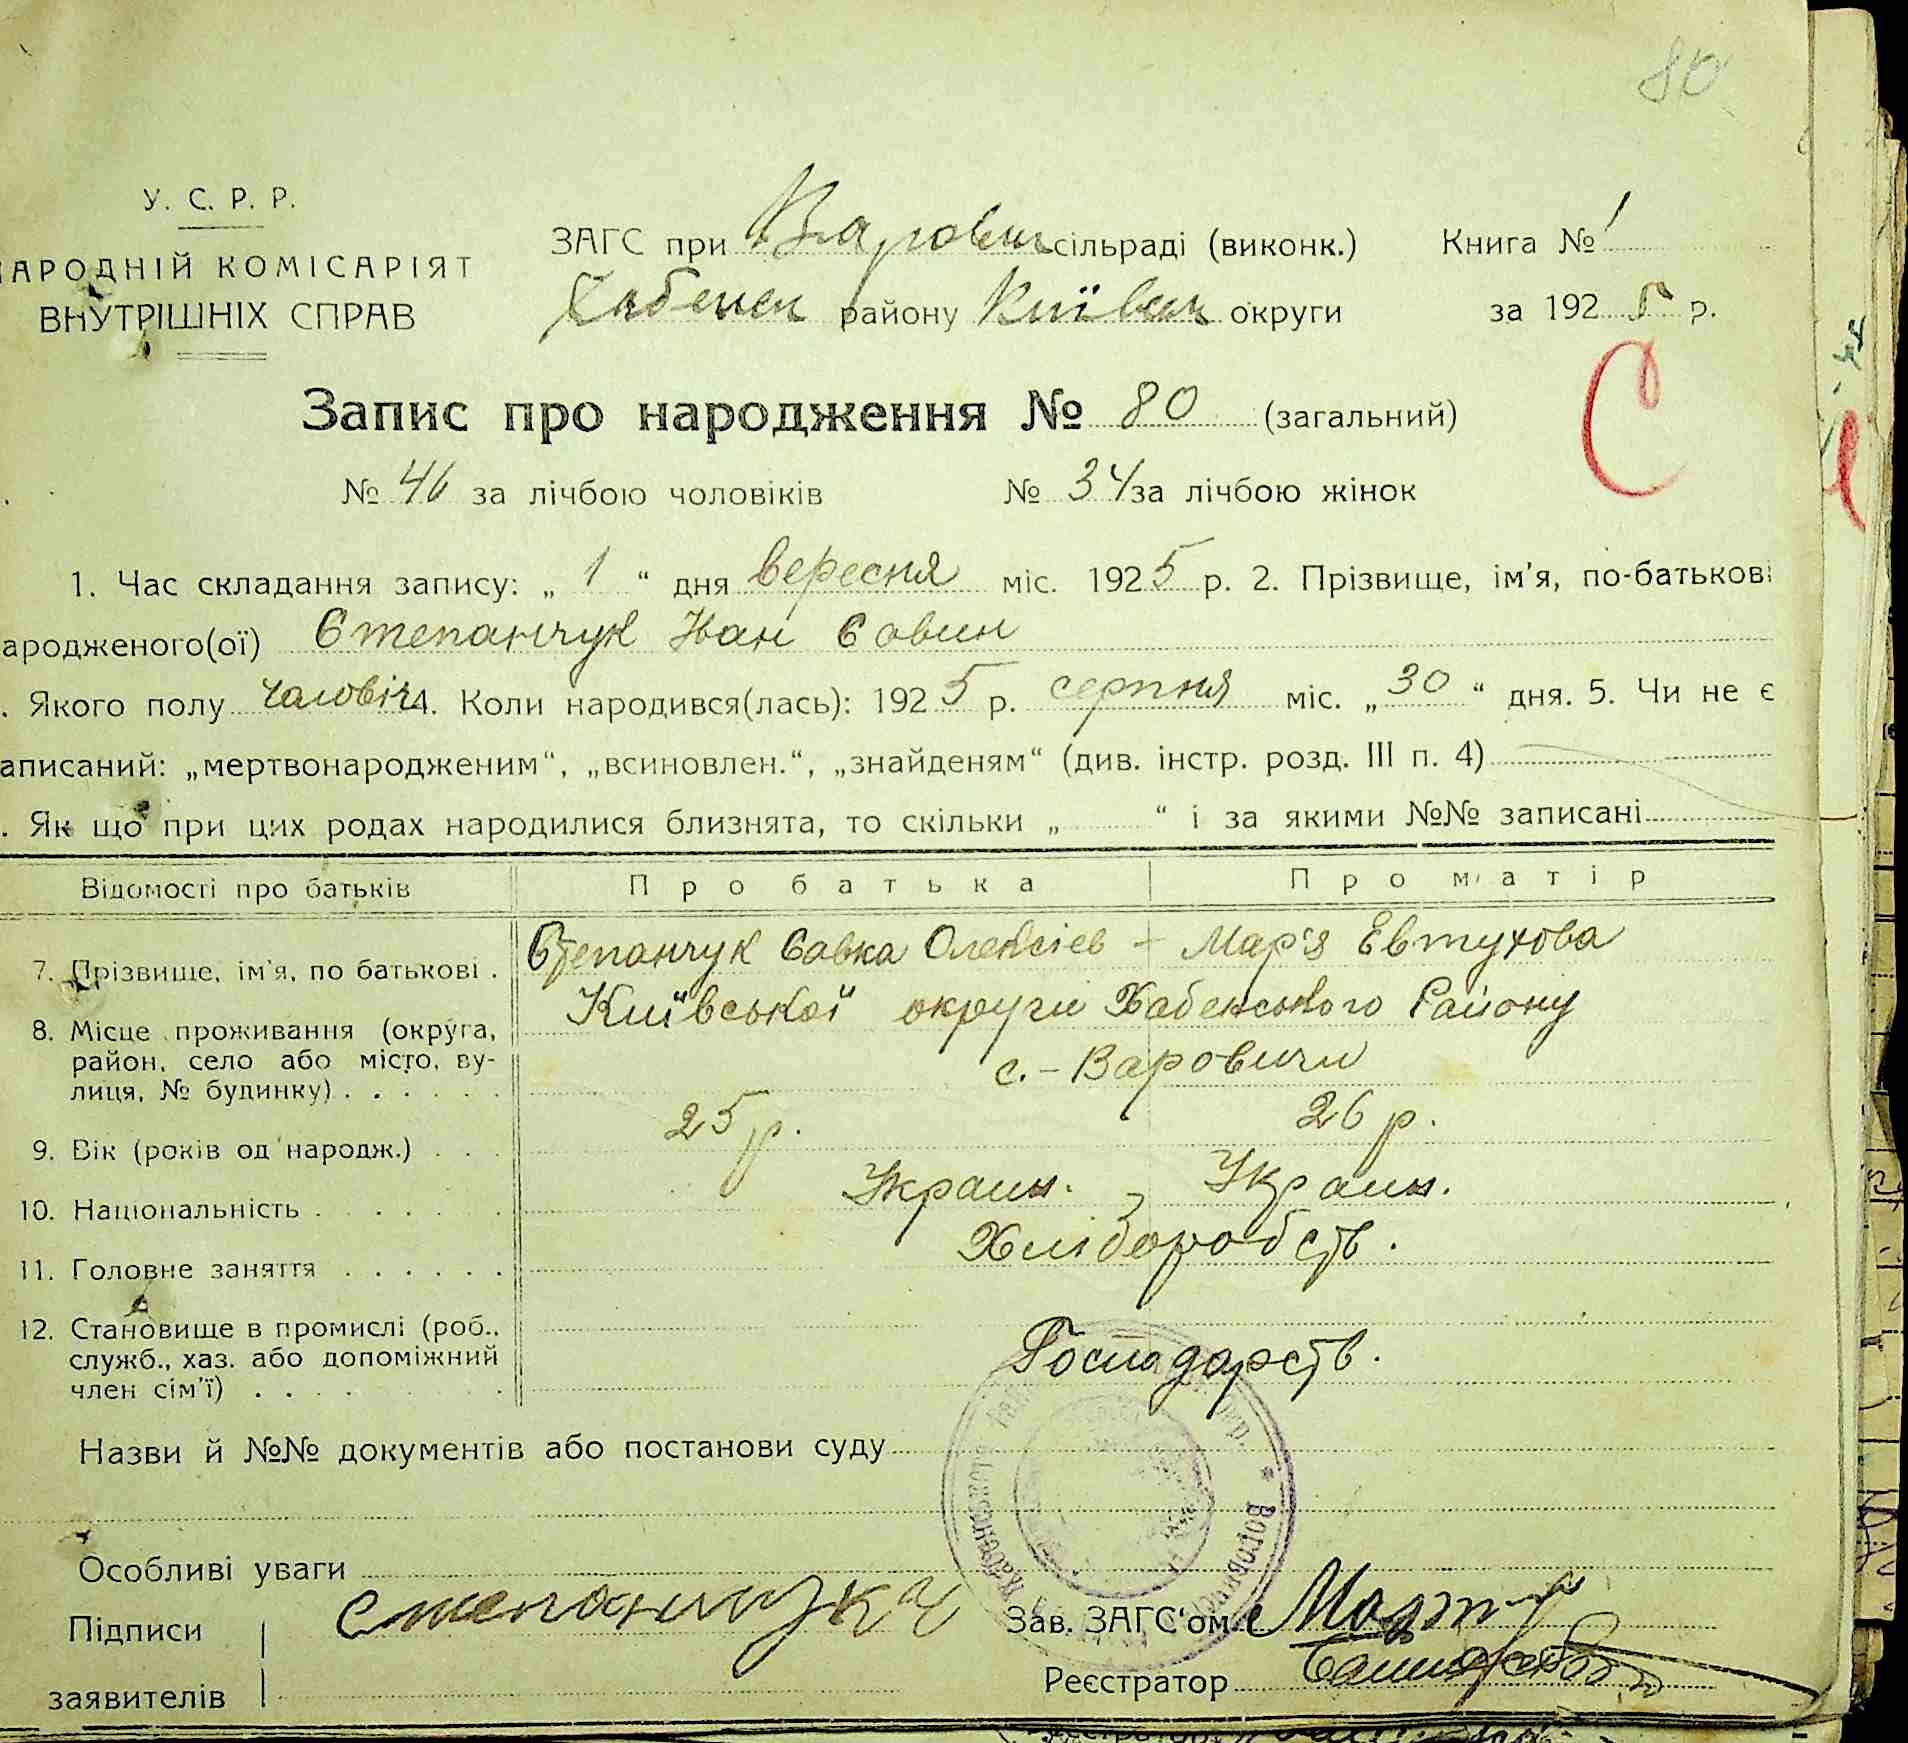 80
У. С. Р. Р.
НАРОДНІЙ КОМІСАРІЯТ
ВНУТРІШНІХ СПРАВ
ЗАГС при Варович сільраді (виконк.) Книга № 1
Хабенськ району Київськ округи за 1925 р.
С
Запис про народження № 80 (загальний)
№ 46 за лічбою чоловіків № 34 за лічбою жінок
1. Час складання запису: „ 1 “ дня вересня міс. 1925 р. 2. Прізвище, ім'я, по-батькові
ародженого(ої) Степанчук Іван Савин
. Якого полу чоловіч 4. Коли народився(лась): 1925 р. серпня міс. „ 30 “ дня. 5. Чи не є
аписаний: „мертвонародженим“, „всиновлен.“, „знайденям“ (див. інстр. розд. III п. 4)
. Як що при цих родах народилися близнята, то скільки „ “ і за якими №№ записані
Відомості про батьків Про батька Про матір
7. Прізвище, ім'я, по батькові . Степанчук Савка Олексієв - Мар'я Евтухова
8. Місце проживання (округа, район, село або місто, вулиця, № будинку) . . . . . . Київської округи Хабенського Району
с. - Варовичи
9. Вік (років од народж.) . . . 25 р. 26 р.
10. Національність . . . . . . . Украин. , Украин.
11. Головне заняття . . . . . . Хліборобств.
12. Становище в промислі (роб., служб., хаз. або допоміжний член сім'ї) . . . . Господарств.
Назви й №№ документів або постанови суду
Особливі уваги
Підписи Степанчук Зав. ЗАГС'ом
заявителів Реєстратор